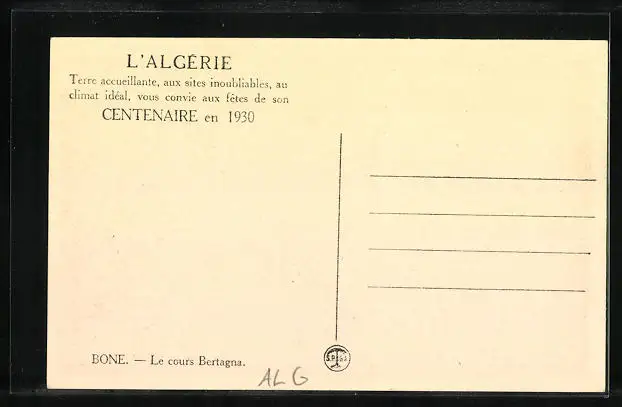 L'ALGÉRIE
Terre accueillante, aux sites inoubliables, au
climat idéal, vous convie aux fêtes de son
CENTENAIRE en 1930
BONE. — Le cours Bertagna.
ALG